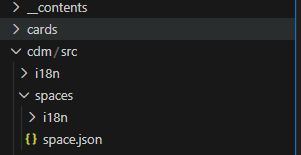 __contents
cards
cdm / src
i18n
spaces
i18n
{} space.json